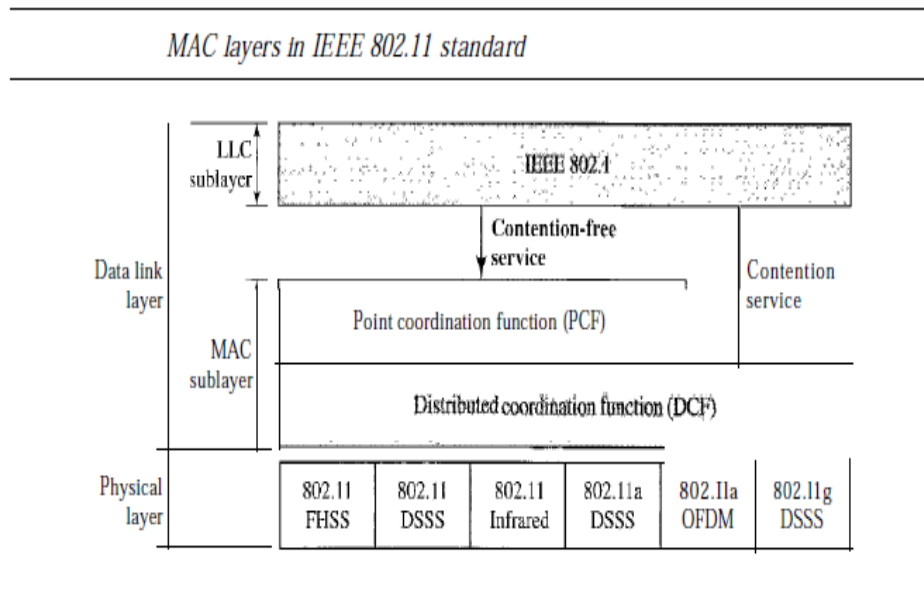 MAC layers in IEEE 802.11 standard
LLC
sublayer
IEEE 802.1
Contention-free
service
Data link
layer
Contention
service
Point coordination function (PCF)
MAC
sublayer
Distributed coordination function (DCF)
Physical
layer
802.11
FHSS
802.11
DSSS
802.11
Infrared
802.11a
DSSS
802.IIa
OFDM
802.11g
DSSS